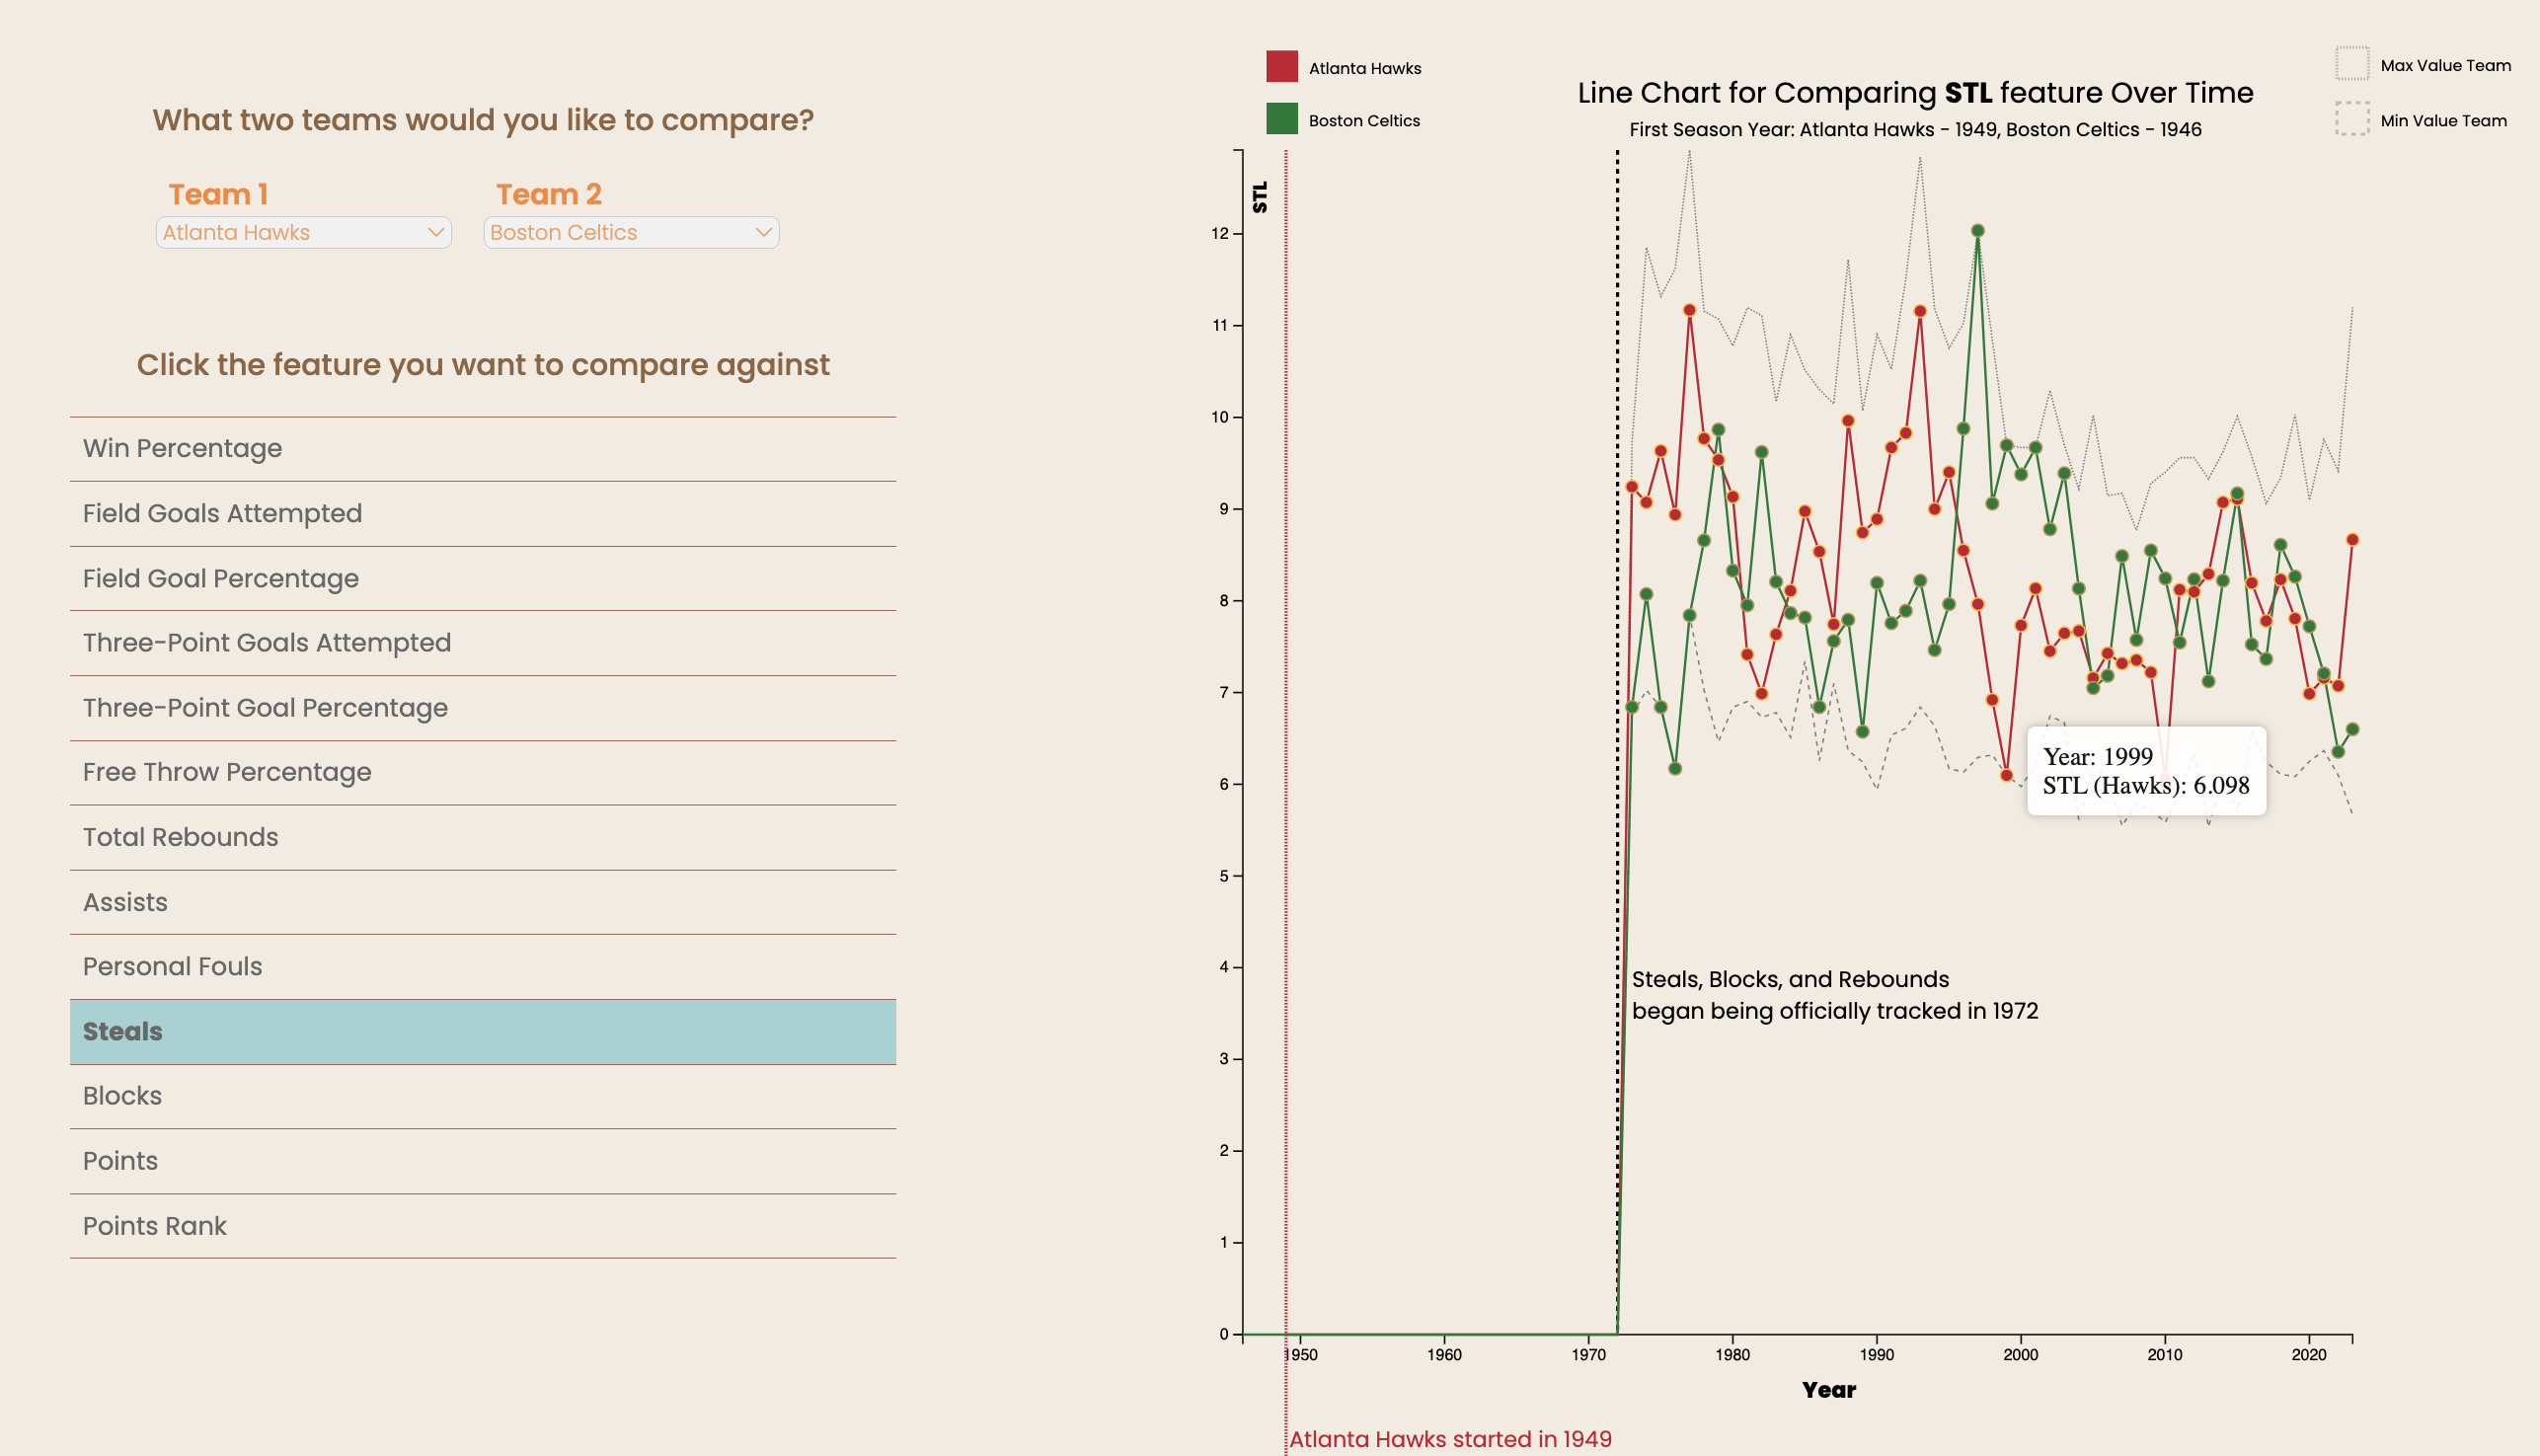 What two teams would you like to compare?
Team 1
Team 2
Atlanta Hawks
Boston Celtics
Click the feature you want to compare against
Win Percentage
Field Goals Attempted
Field Goal Percentage
Three-Point Goals Attempted
Three-Point Goal Percentage
Free Throw Percentage
Total Rebounds
Assists
Personal Fouls
Steals
Blocks
Points
Points Rank
Atlanta Hawks
Boston Celtics
Line Chart for Comparing STL feature Over Time
First Season Year: Atlanta Hawks - 1949, Boston Celtics - 1946
Max Value Team
Min Value Team
STL
12
11
10
9
8
7
6
5
4
3
2
1
0
Year: 1999
STL (Hawks): 6.098
Steals, Blocks, and Rebounds
began being officially tracked in 1972
1950
1960
1970
1980
1990
2000
2010
2020
Year
Atlanta Hawks started in 1949